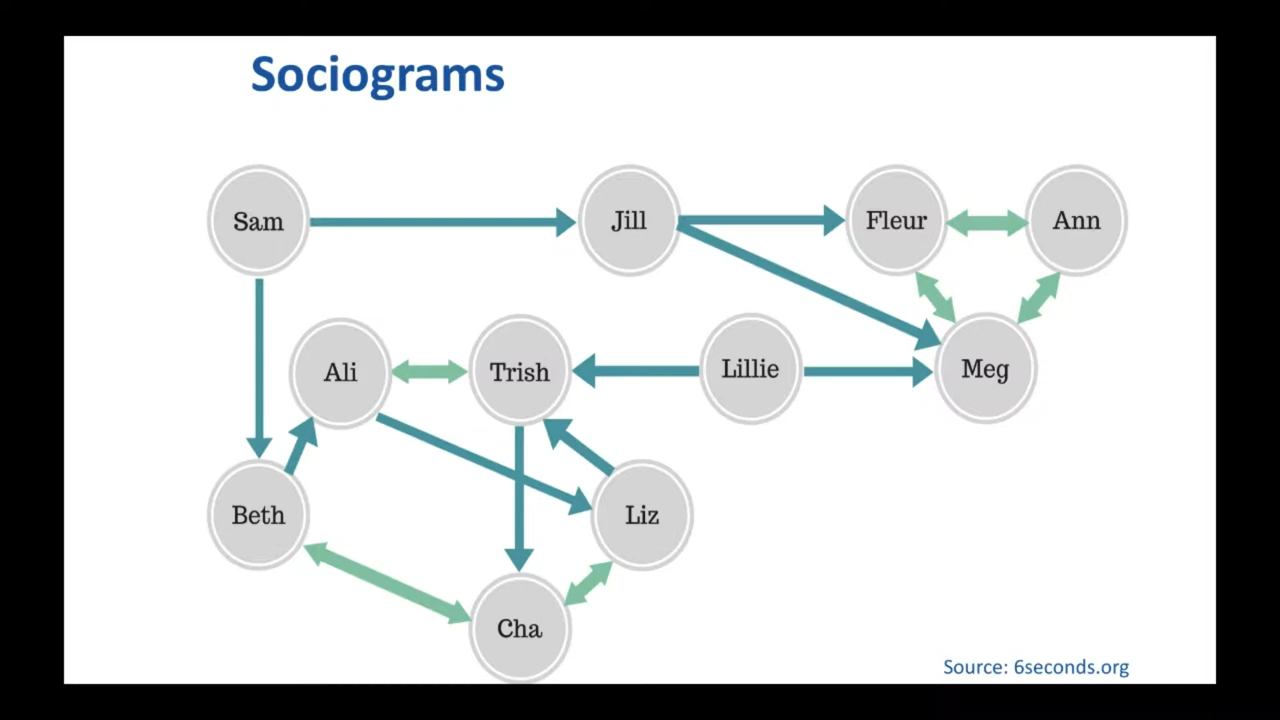 Sociograms
Sam
Jill
Fleur
Ann
Ali
Trish
Lillie
Meg
Beth
Liz
Cha
Source: 6seconds.org